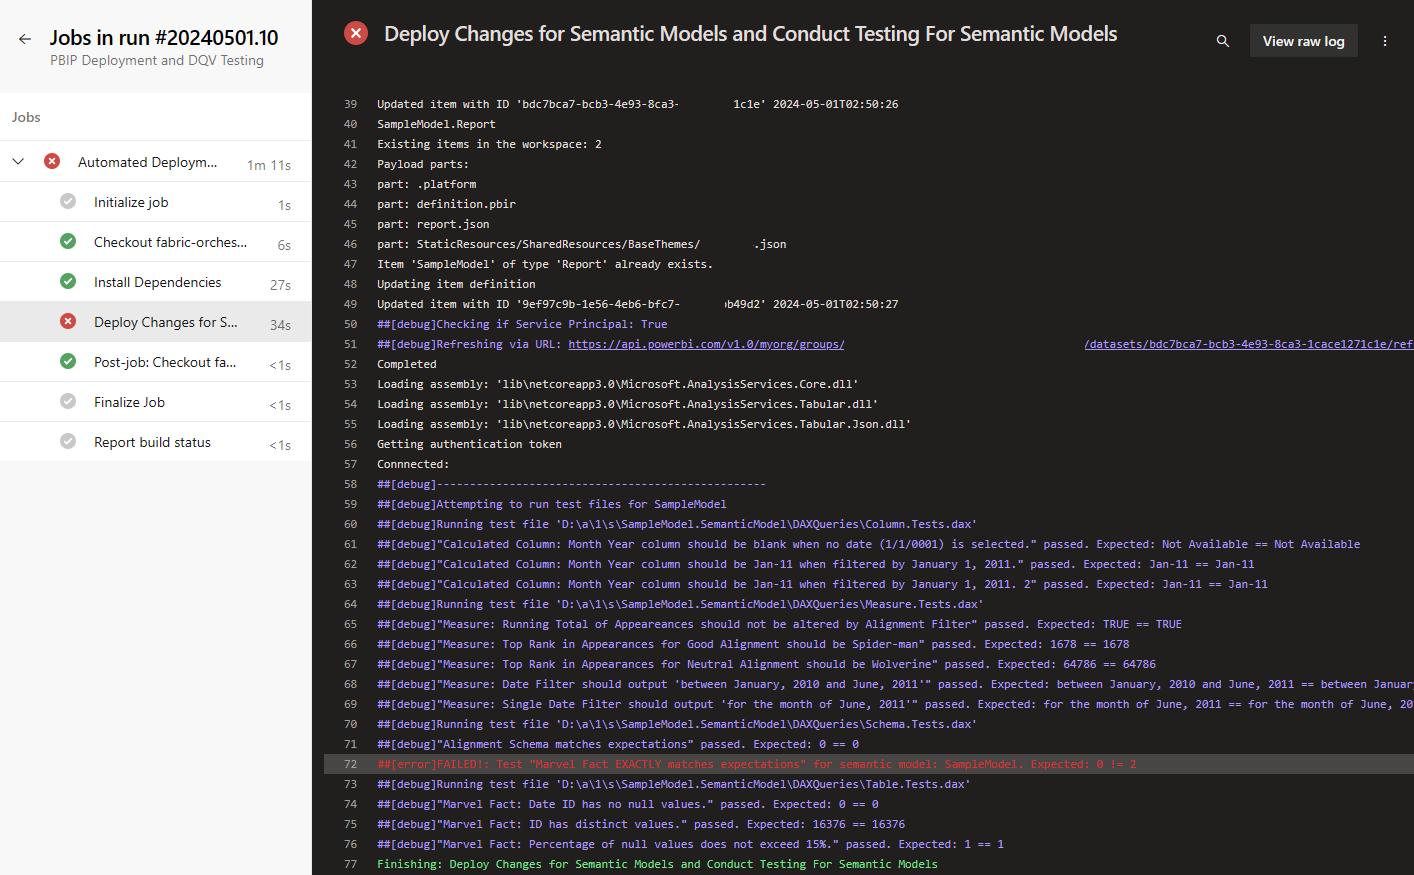 Jobs in run #20240501.10
PBIP Deployment and DQV Testing
Jobs
Automated Deploym... 1m 11s
Initialize job 1s
Checkout fabric-orches... 6s
Install Dependencies 27s
Deploy Changes for S... 34s
Post-job: Checkout fa... <1s
Finalize Job <1s
Report build status <1s
Deploy Changes for Semantic Models and Conduct Testing For Semantic Models
View raw log
39 Updated item with ID 'bdc7bca7-bcb3-4e93-8ca3- 1c1e' 2024-05-01T02:50:26
40 SampleModel.Report
41 Existing items in the workspace: 2
42 Payload parts:
43 part: .platform
44 part: definition.pbir
45 part: report.json
46 part: StaticResources/SharedResources/BaseThemes/ .json
47 Item 'SampleModel' of type 'Report' already exists.
48 Updating item definition
49 Updated item with ID '9ef97c9b-1e56-4eb6-bfc7- b49d2' 2024-05-01T02:50:27
50 ##[debug]Checking if Service Principal: True
51 ##[debug]Refreshing via URL: https://api.powerbi.com/v1.0/myorg/groups/ /datasets/bdc7bca7-bcb3-4e93-8ca3-1cace1271c1e/ref
52 Completed
53 Loading assembly: 'lib\netcoreapp3.0\Microsoft.AnalysisServices.Core.dll'
54 Loading assembly: 'lib\netcoreapp3.0\Microsoft.AnalysisServices.Tabular.dll'
55 Loading assembly: 'lib\netcoreapp3.0\Microsoft.AnalysisServices.Tabular.Json.dll'
56 Getting authentication token
57 Connnected:
58 ##[debug]--------------------------------------------------
59 ##[debug]Attempting to run test files for SampleModel
60 ##[debug]Running test file 'D:\a\1\s\SampleModel.SemanticModel\DAXQueries\Column.Tests.dax'
61 ##[debug]"Calculated Column: Month Year column should be blank when no date (1/1/0001) is selected." passed. Expected: Not Available == Not Available
62 ##[debug]"Calculated Column: Month Year column should be Jan-11 when filtered by January 1, 2011." passed. Expected: Jan-11 == Jan-11
63 ##[debug]"Calculated Column: Month Year column should be Jan-11 when filtered by January 1, 2011. 2" passed. Expected: Jan-11 == Jan-11
64 ##[debug]Running test file 'D:\a\1\s\SampleModel.SemanticModel\DAXQueries\Measure.Tests.dax'
65 ##[debug]"Measure: Running Total of Appeareances should not be altered by Alignment Filter" passed. Expected: TRUE == TRUE
66 ##[debug]"Measure: Top Rank in Appearances for Good Alignment should be Spider-man" passed. Expected: 1678 == 1678
67 ##[debug]"Measure: Top Rank in Appearances for Neutral Alignment should be Wolverine" passed. Expected: 64786 == 64786
68 ##[debug]"Measure: Date Filter should output 'between January, 2010 and June, 2011'" passed. Expected: between January, 2010 and June, 2011 == between January
69 ##[debug]"Measure: Single Date Filter should output 'for the month of June, 2011'" passed. Expected: for the month of June, 2011 == for the month of June, 20
70 ##[debug]Running test file 'D:\a\1\s\SampleModel.SemanticModel\DAXQueries\Schema.Tests.dax'
71 ##[debug]"Alignment Schema matches expectations" passed. Expected: 0 == 0
72 ##[error]FAILED!: Test "Marvel Fact EXACTLY matches expectations" for semantic model: SampleModel. Expected: 0 != 2
73 ##[debug]Running test file 'D:\a\1\s\SampleModel.SemanticModel\DAXQueries\Table.Tests.dax'
74 ##[debug]"Marvel Fact: Date ID has no null values." passed. Expected: 0 == 0
75 ##[debug]"Marvel Fact: ID has distinct values." passed. Expected: 16376 == 16376
76 ##[debug]"Marvel Fact: Percentage of null values does not exceed 15%." passed. Expected: 1 == 1
77 Finishing: Deploy Changes for Semantic Models and Conduct Testing For Semantic Models